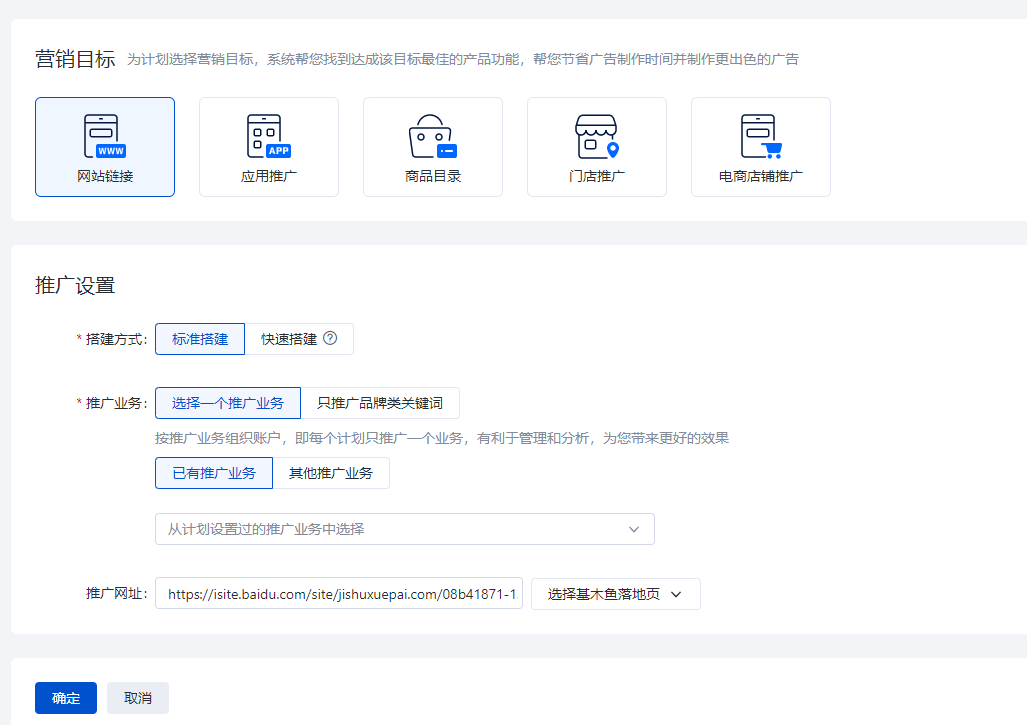 营销目标 为计划选择营销目标，系统帮您找到达成该目标最佳的产品功能，帮您节省广告制作时间并制作更出色的广告
WWW APP
网站链接 应用推广 商品目录 门店推广 电商店铺推广
推广设置
* 搭建方式： 标准搭建 快速搭建 ?
* 推广业务： 选择一个推广业务 只推广品牌类关键词
按推广业务组织账户，即每个计划只推广一个业务，有利于管理和分析，为您带来更好的效果
已有推广业务 其他推广业务
从计划设置过的推广业务中选择
推广网址： https://isite.baidu.com/site/jishuxuepai.com/08b41871-1 选择基木鱼落地页
确定 取消